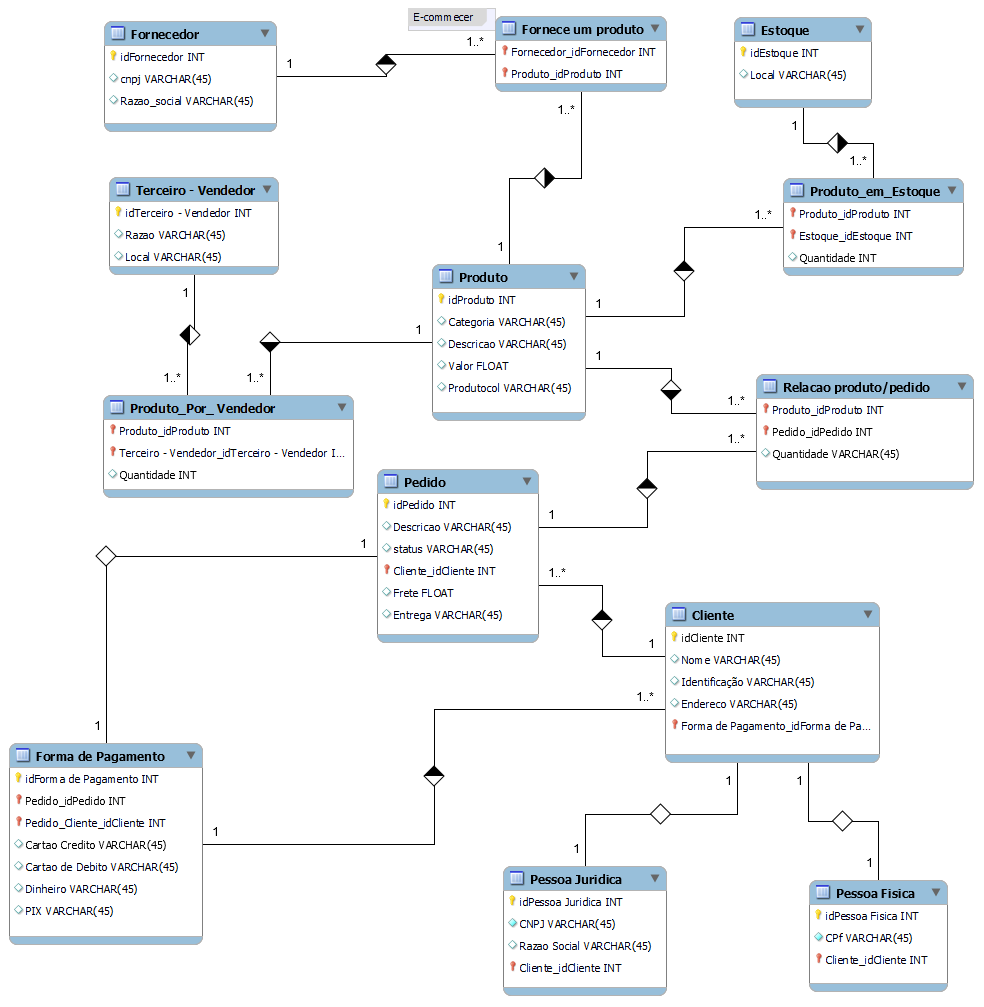 E-commecer
Fornecedor
idFornecedor INT
cnpj VARCHAR(45)
Razao_social VARCHAR(45)
1
1..*
Fornece um produto
Fornecedor_idFornecedor INT
Produto_idProduto INT
1..*
1
Estoque
idEstoque INT
Local VARCHAR(45)
1
1..*
Terceiro - Vendedor
idTerceiro - Vendedor INT
Razao VARCHAR(45)
Local VARCHAR(45)
1
1..*
Produto_em_Estoque
Produto_idProduto INT
Estoque_idEstoque INT
Quantidade INT
1..*
1
Produto
idProduto INT
Categoria VARCHAR(45)
Descricao VARCHAR(45)
Valor FLOAT
Produtocol VARCHAR(45)
1
1..*
1
1..*
Produto_Por_ Vendedor
Produto_idProduto INT
Terceiro - Vendedor_idTerceiro - Vendedor I...
Quantidade INT
Relacao produto/pedido
Produto_idProduto INT
Pedido_idPedido INT
Quantidade VARCHAR(45)
1..*
1
Pedido
idPedido INT
Descricao VARCHAR(45)
status VARCHAR(45)
Cliente_idCliente INT
Frete FLOAT
Entrega VARCHAR(45)
1
1
1..*
1
Cliente
idCliente INT
Nome VARCHAR(45)
Identificação VARCHAR(45)
Endereco VARCHAR(45)
Forma de Pagamento_idForma de Pa...
1..*
1
Forma de Pagamento
idForma de Pagamento INT
Pedido_idPedido INT
Pedido_Cliente_idCliente INT
Cartao Credito VARCHAR(45)
Cartao de Debito VARCHAR(45)
Dinheiro VARCHAR(45)
PIX VARCHAR(45)
1
1
1
1
Pessoa Juridica
idPessoa Juridica INT
CNPJ VARCHAR(45)
Razao Social VARCHAR(45)
Cliente_idCliente INT
Pessoa Fisica
idPessoa Fisica INT
CPf VARCHAR(45)
Cliente_idCliente INT